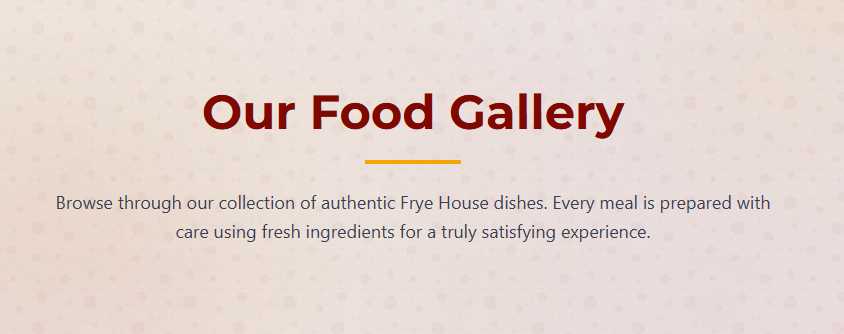 Our Food Gallery
Browse through our collection of authentic Frye House dishes. Every meal is prepared with
care using fresh ingredients for a truly satisfying experience.